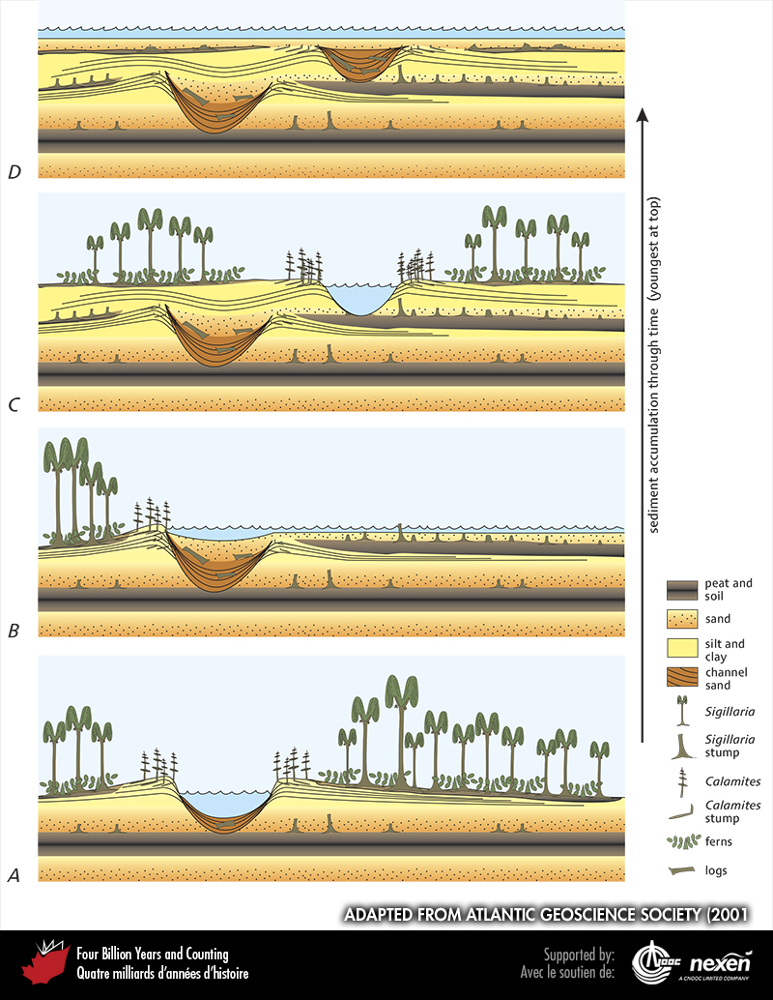 D
C
B
A
sediment accumulation through time (youngest at top)
peat and
soil
sand
silt and
clay
channel
sand
Sigillaria
Sigillaria
stump
Calamites
Calamites
stump
ferns
logs
ADAPTED FROM ATLANTIC GEOSCIENCE SOCIETY (2001
Four Billion Years and Counting
Quatre milliards d'années d'histoire
Supported by:
Avec le soutien de:
CNOOC
nexen
A CNOOC LIMITED COMPANY